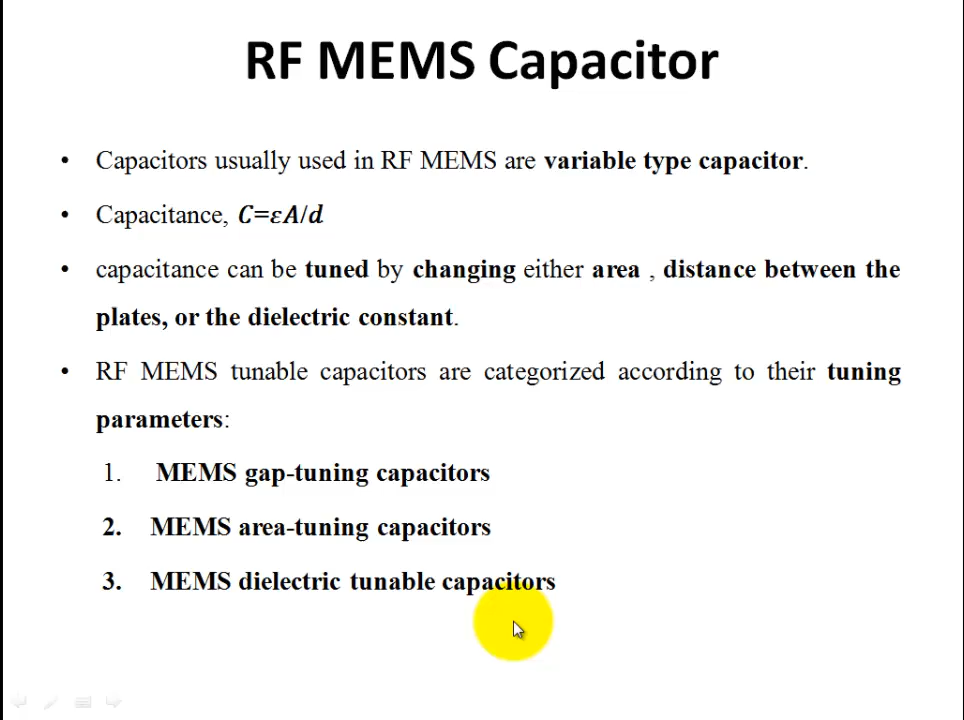 RF MEMS Capacitor
• Capacitors usually used in RF MEMS are variable type capacitor.
• Capacitance, C=εA/d
• capacitance can be tuned by changing either area , distance between the
plates, or the dielectric constant.
• RF MEMS tunable capacitors are categorized according to their tuning
parameters:
1. MEMS gap-tuning capacitors
2. MEMS area-tuning capacitors
3. MEMS dielectric tunable capacitors